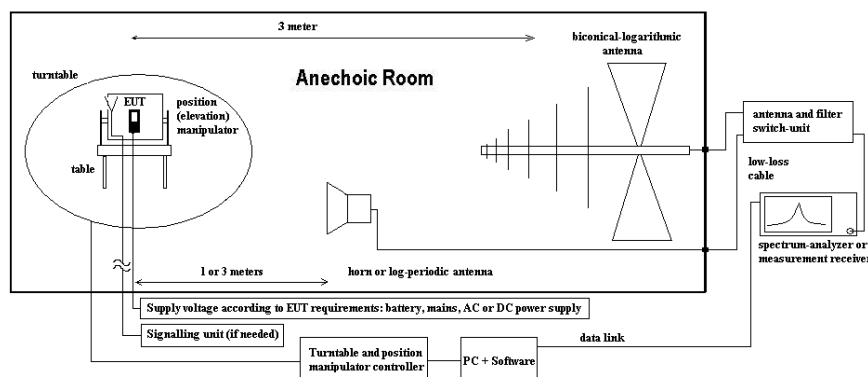 3 meter
biconical-logarithmic
antenna
turntable
Anechoic Room
EUT
position
(elevation)
manipulator
antenna and filter
switch-unit
table
low-loss
cable
spectrum-analyzer or
measurement receiver
1 or 3 meters
horn or log-periodic antenna
Supply voltage according to EUT requirements: battery, mains, AC or DC power supply
Signalling unit (if needed)
data link
Turntable and position
manipulator controller
PC + Software